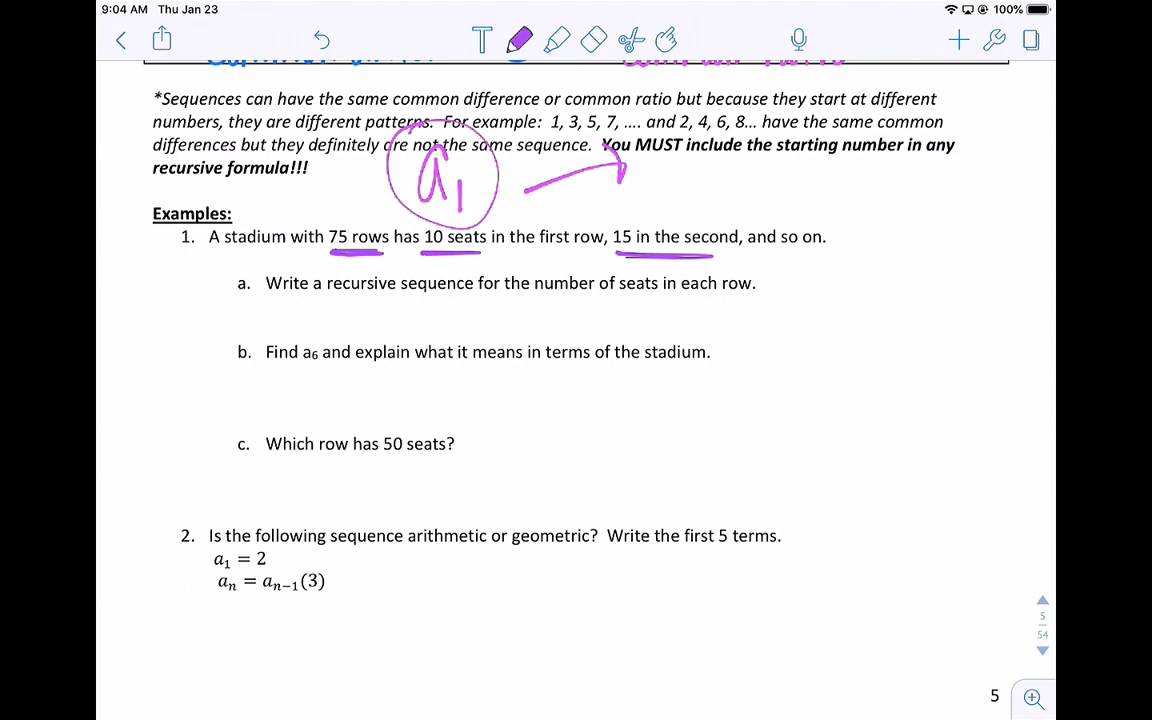 9:04 AM Thu Jan 23
100%
*Sequences can have the same common difference or common ratio but because they start at different
numbers, they are different patterns. For example: 1, 3, 5, 7, .... and 2, 4, 6, 8... have the same common
differences but they definitely are not the same sequence. You MUST include the starting number in any
recursive formula!!!
a₁
Examples:
1. A stadium with 75 rows has 10 seats in the first row, 15 in the second, and so on.
a. Write a recursive sequence for the number of seats in each row.
b. Find a₆ and explain what it means in terms of the stadium.
c. Which row has 50 seats?
2. Is the following sequence arithmetic or geometric? Write the first 5 terms.
a₁ = 2
aₙ = aₙ₋₁(3)
5
54
5